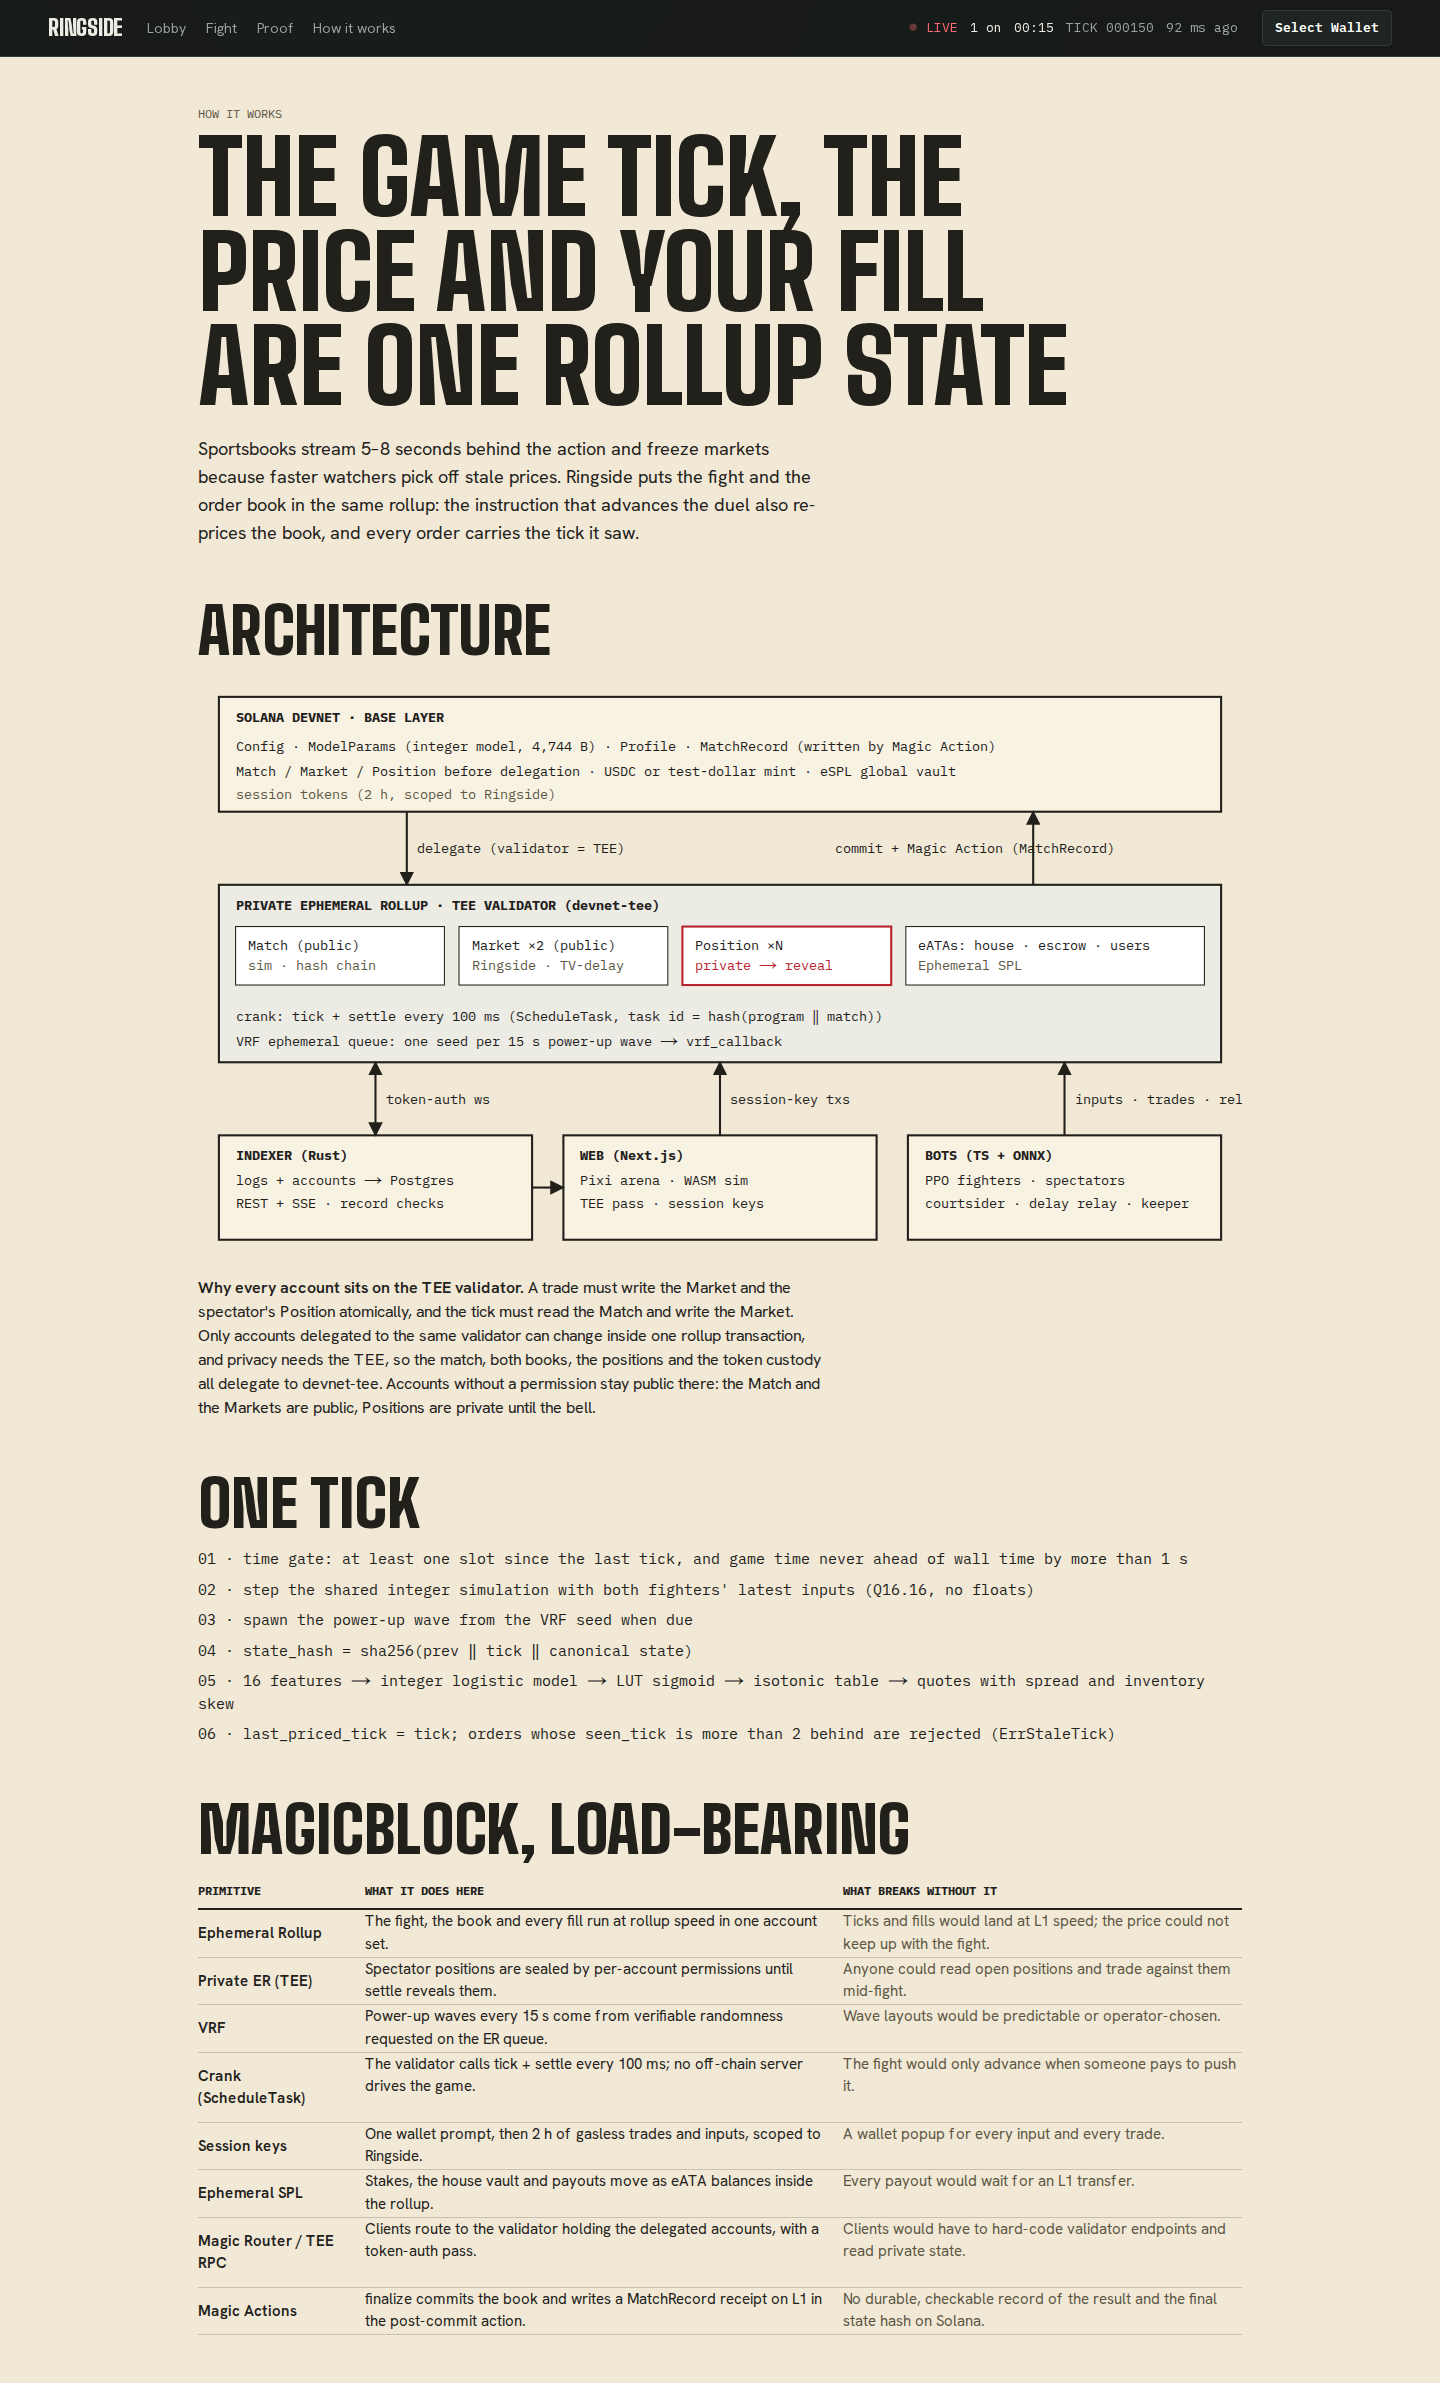 RINGSIDE Lobby Fight Proof How it works LIVE 1 on 00:15 TICK 000150 92 ms ago Select Wallet
HOW IT WORKS
THE GAME TICK, THE
PRICE AND YOUR FILL
ARE ONE ROLLUP STATE
Sportsbooks stream 5–8 seconds behind the action and freeze markets
because faster watchers pick off stale prices. Ringside puts the fight and the
order book in the same rollup: the instruction that advances the duel also re-
prices the book, and every order carries the tick it saw.
ARCHITECTURE
SOLANA DEVNET · BASE LAYER
Config · ModelParams (integer model, 4,744 B) · Profile · MatchRecord (written by Magic Action)
Match / Market / Position before delegation · USDC or test-dollar mint · eSPL global vault
session tokens (2 h, scoped to Ringside)
delegate (validator = TEE)
commit + Magic Action (MatchRecord)
PRIVATE EPHEMERAL ROLLUP · TEE VALIDATOR (devnet-tee)
Match (public)
sim · hash chain
Market ×2 (public)
Ringside · TV-delay
Position ×N
private → reveal
eATAs: house · escrow · users
Ephemeral SPL
crank: tick + settle every 100 ms (ScheduleTask, task id = hash(program ‖ match))
VRF ephemeral queue: one seed per 15 s power-up wave → vrf_callback
token-auth ws
session-key txs
inputs · trades · rel
INDEXER (Rust)
logs + accounts → Postgres
REST + SSE · record checks
WEB (Next.js)
Pixi arena · WASM sim
TEE pass · session keys
BOTS (TS + ONNX)
PPO fighters · spectators
courtsider · delay relay · keeper
Why every account sits on the TEE validator. A trade must write the Market and the
spectator's Position atomically, and the tick must read the Match and write the Market.
Only accounts delegated to the same validator can change inside one rollup transaction,
and privacy needs the TEE, so the match, both books, the positions and the token custody
all delegate to devnet-tee. Accounts without a permission stay public there: the Match and
the Markets are public, Positions are private until the bell.
ONE TICK
01 · time gate: at least one slot since the last tick, and game time never ahead of wall time by more than 1 s
02 · step the shared integer simulation with both fighters' latest inputs (Q16.16, no floats)
03 · spawn the power-up wave from the VRF seed when due
04 · state_hash = sha256(prev ‖ tick ‖ canonical state)
05 · 16 features → integer logistic model → LUT sigmoid → isotonic table → quotes with spread and inventory
skew
06 · last_priced_tick = tick; orders whose seen_tick is more than 2 behind are rejected (ErrStaleTick)
MAGICBLOCK, LOAD-BEARING
PRIMITIVE WHAT IT DOES HERE WHAT BREAKS WITHOUT IT
Ephemeral Rollup
The fight, the book and every fill run at rollup speed in one account
set.
Ticks and fills would land at L1 speed; the price could not
keep up with the fight.
Private ER (TEE)
Spectator positions are sealed by per-account permissions until
settle reveals them.
Anyone could read open positions and trade against them
mid-fight.
VRF
Power-up waves every 15 s come from verifiable randomness
requested on the ER queue.
Wave layouts would be predictable or operator-chosen.
Crank
(ScheduleTask)
The validator calls tick + settle every 100 ms; no off-chain server
drives the game.
The fight would only advance when someone pays to push
it.
Session keys
One wallet prompt, then 2 h of gasless trades and inputs, scoped to
Ringside.
A wallet popup for every input and every trade.
Ephemeral SPL
Stakes, the house vault and payouts move as eATA balances inside
the rollup.
Every payout would wait for an L1 transfer.
Magic Router / TEE
RPC
Clients route to the validator holding the delegated accounts, with a
token-auth pass.
Clients would have to hard-code validator endpoints and
read private state.
Magic Actions
finalize commits the book and writes a MatchRecord receipt on L1 in
the post-commit action.
No durable, checkable record of the result and the final
state hash on Solana.